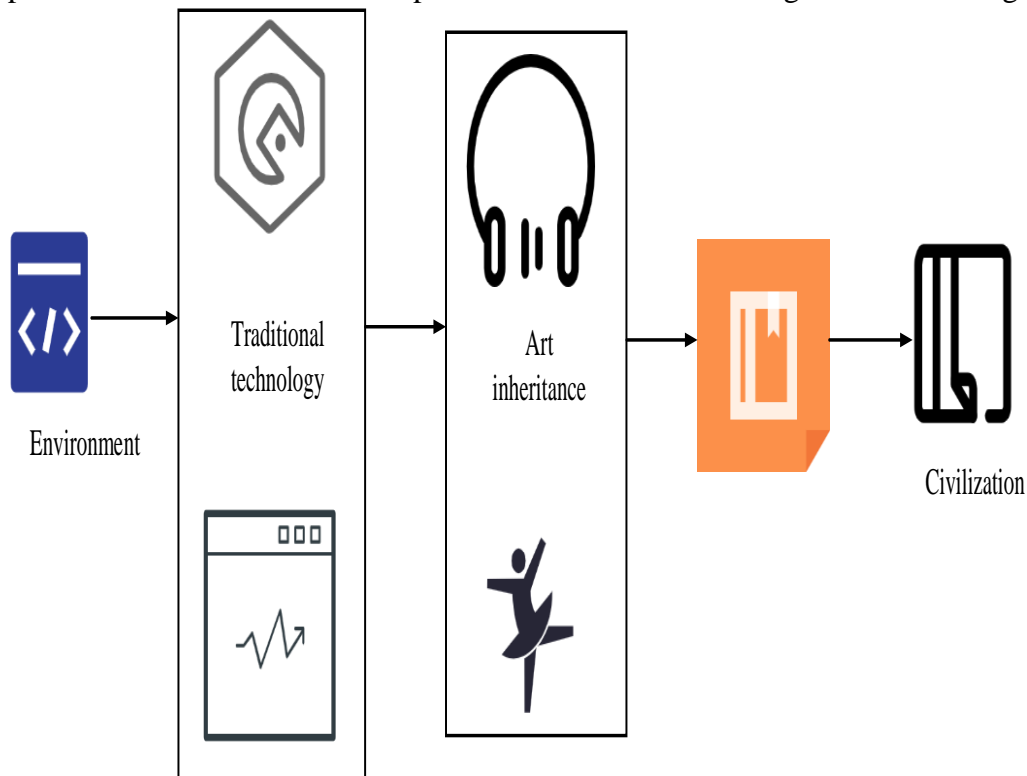 Environment
Traditional
technology
Art
inheritance
Civilization